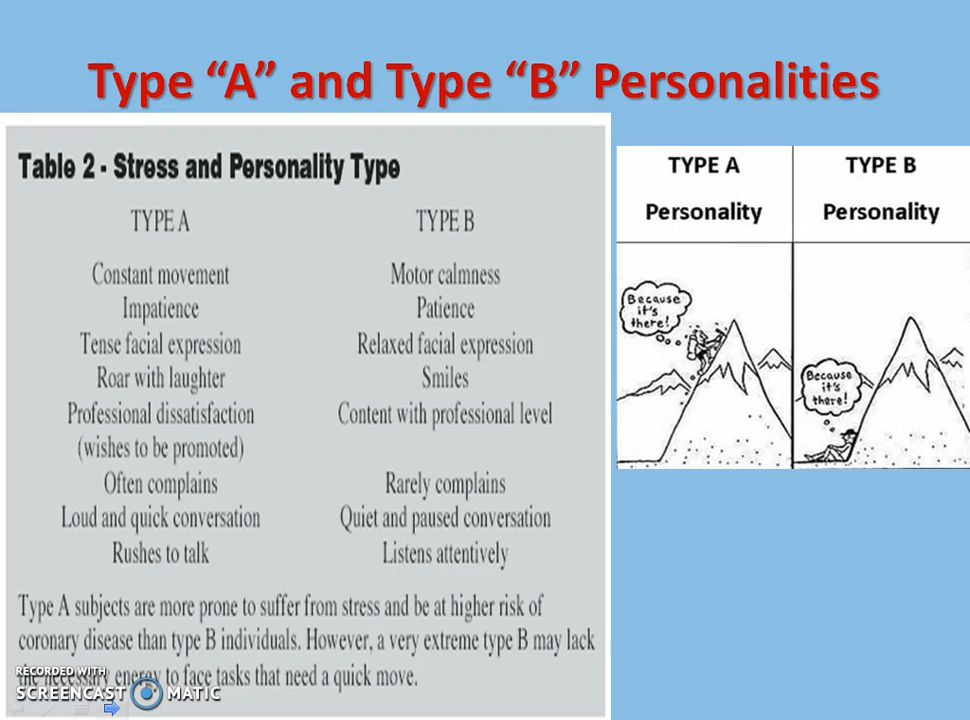 Type “A” and Type “B” Personalities
Table 2 - Stress and Personality Type
TYPE A TYPE B
Constant movement Motor calmness
Impatience Patience
Tense facial expression Relaxed facial expression
Roar with laughter Smiles
Professional dissatisfaction Content with professional level
(wishes to be promoted)
Often complains Rarely complains
Loud and quick conversation Quiet and paused conversation
Rushes to talk Listens attentively
Type A subjects are more prone to suffer from stress and be at higher risk of
coronary disease than type B individuals. However, a very extreme type B may lack
the necessary energy to face tasks that need a quick move.
TYPE A TYPE B
Personality Personality
Because
it's
there!
Because
it's
there!
RECORDED WITH
SCREENCAST MATIC